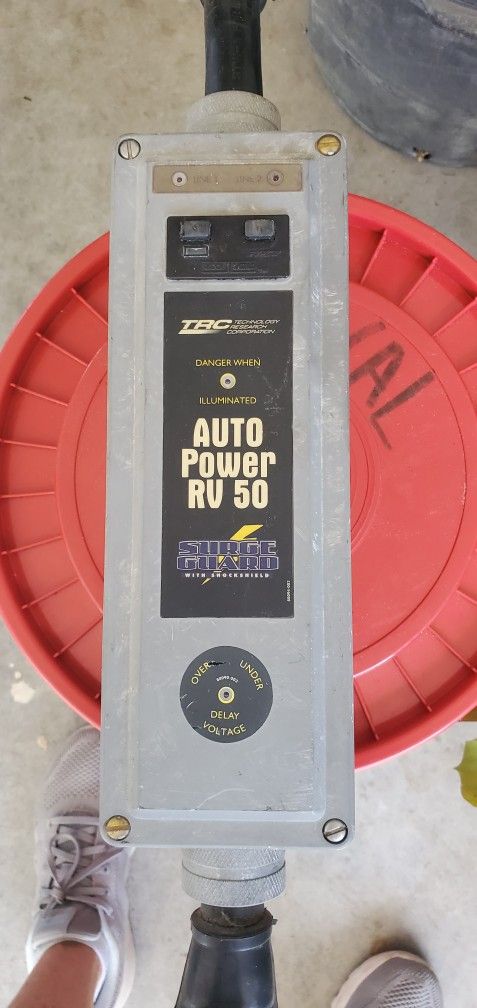 LINE 1 LINE 2
TRC TECHNOLOGY
RESEARCH
CORPORATION
DANGER WHEN
ILLUMINATED
AUTO
Power
RV 50
SURGE
GUARD
WITH SHOCKSHIELD
OVER UNDER
DELAY
VOLTAGE